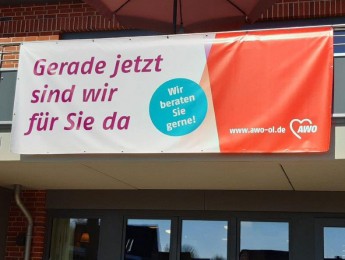 Gerade jetzt
sind wir
für Sie da
Wir
beraten
Sie
gerne!
www.awo-ol.de
AWO